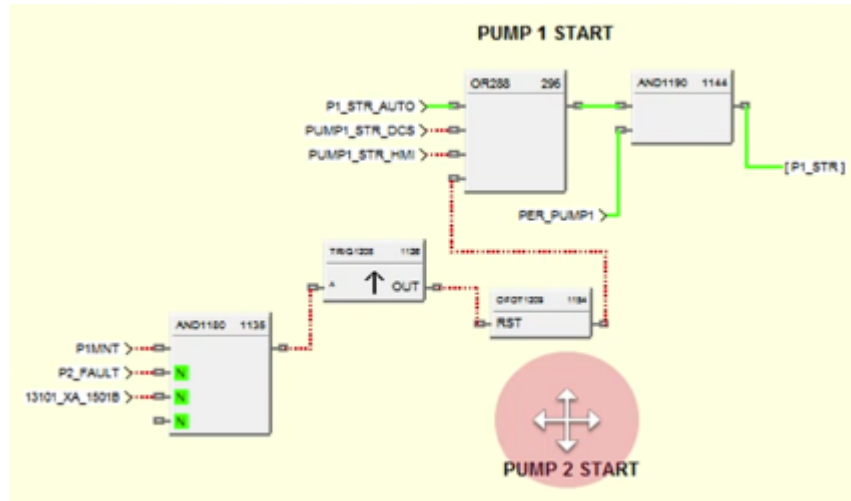 PUMP 1 START
OR288 295
AND1190 1144
P1_STR_AUTO
PUMP1_STR_DCS
PUMP1_STR_HMI
[P1_STR]
PER_PUMP1
OUT
RST
AND1180 1135
P1MNT
P2_FAULT
N
13101_XA_1501B
N
N
PUMP 2 START